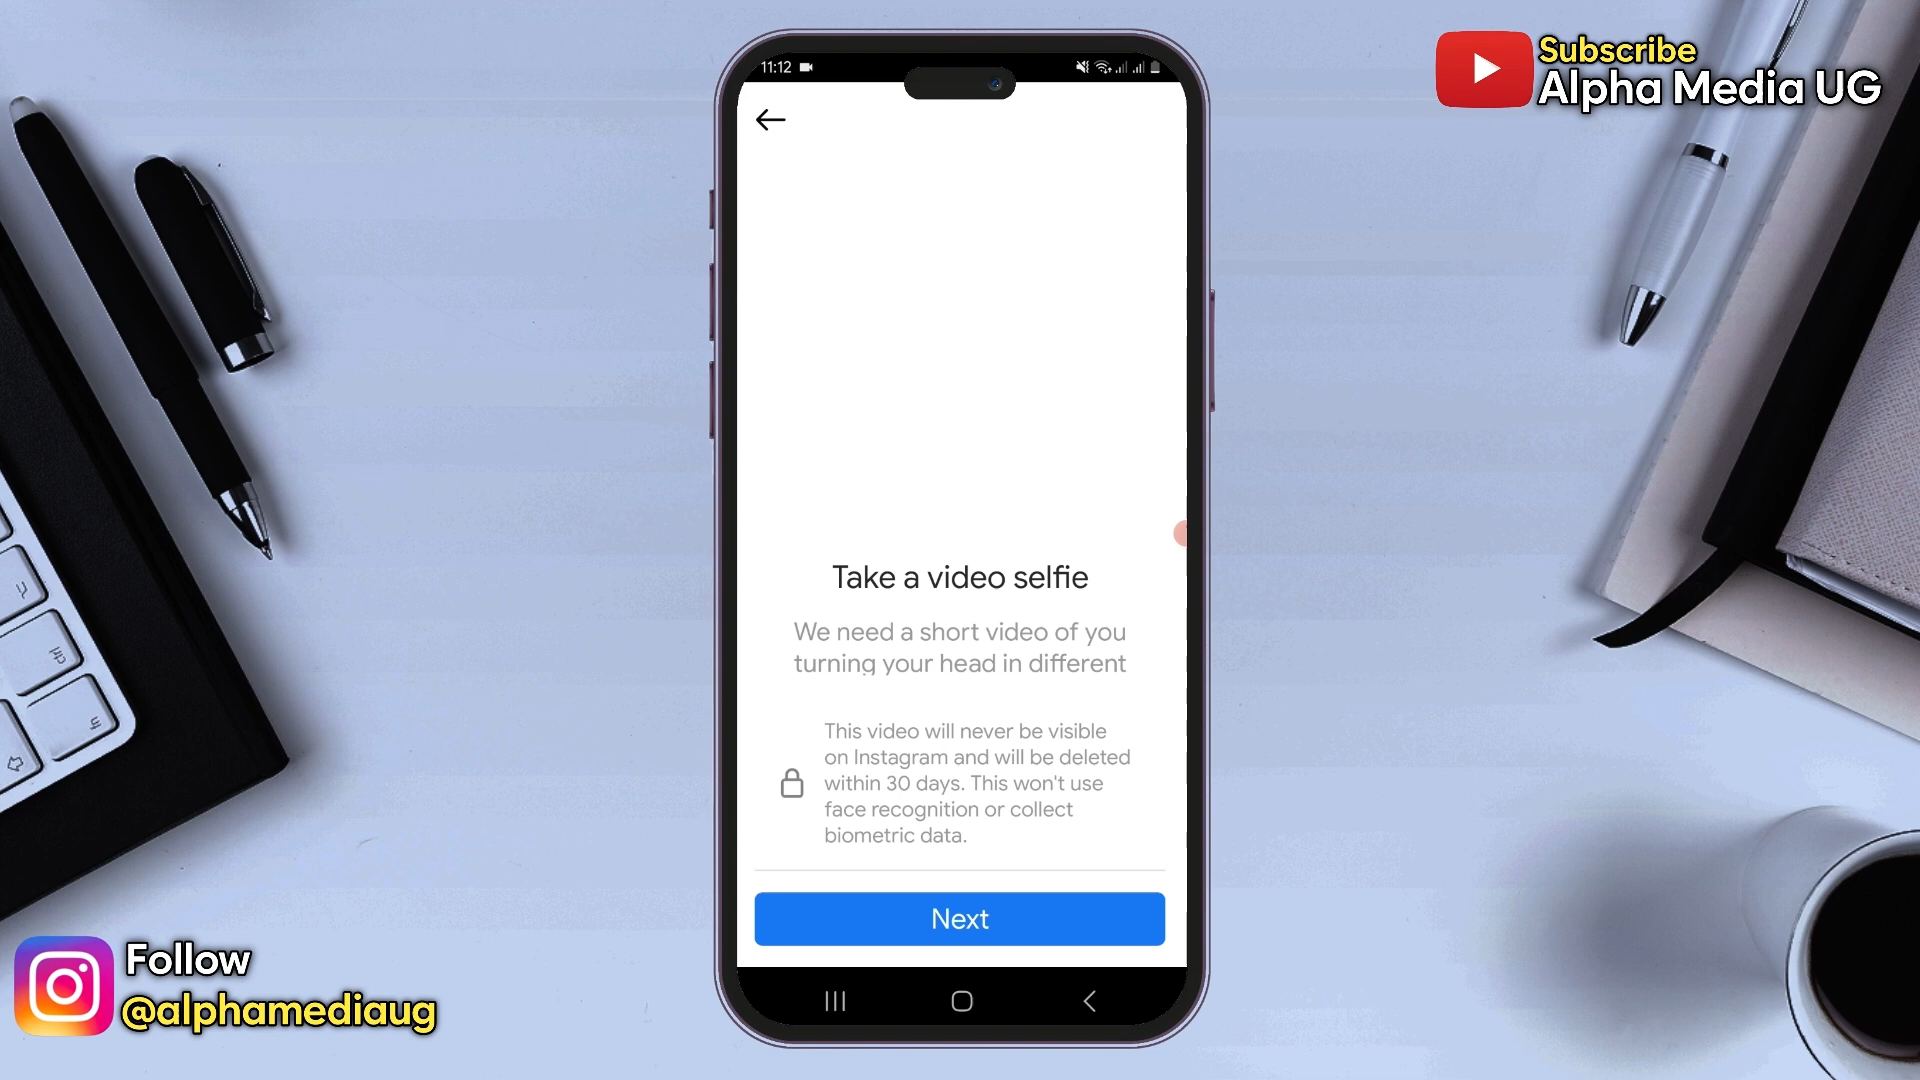 11:12
Subscribe
Alpha Media UG
Take a video selfie
We need a short video of you
turning your head in different
This video will never be visible
on Instagram and will be deleted
within 30 days. This won't use
face recognition or collect
biometric data.
Next
Follow
@alphamediaug
ctrl
fn